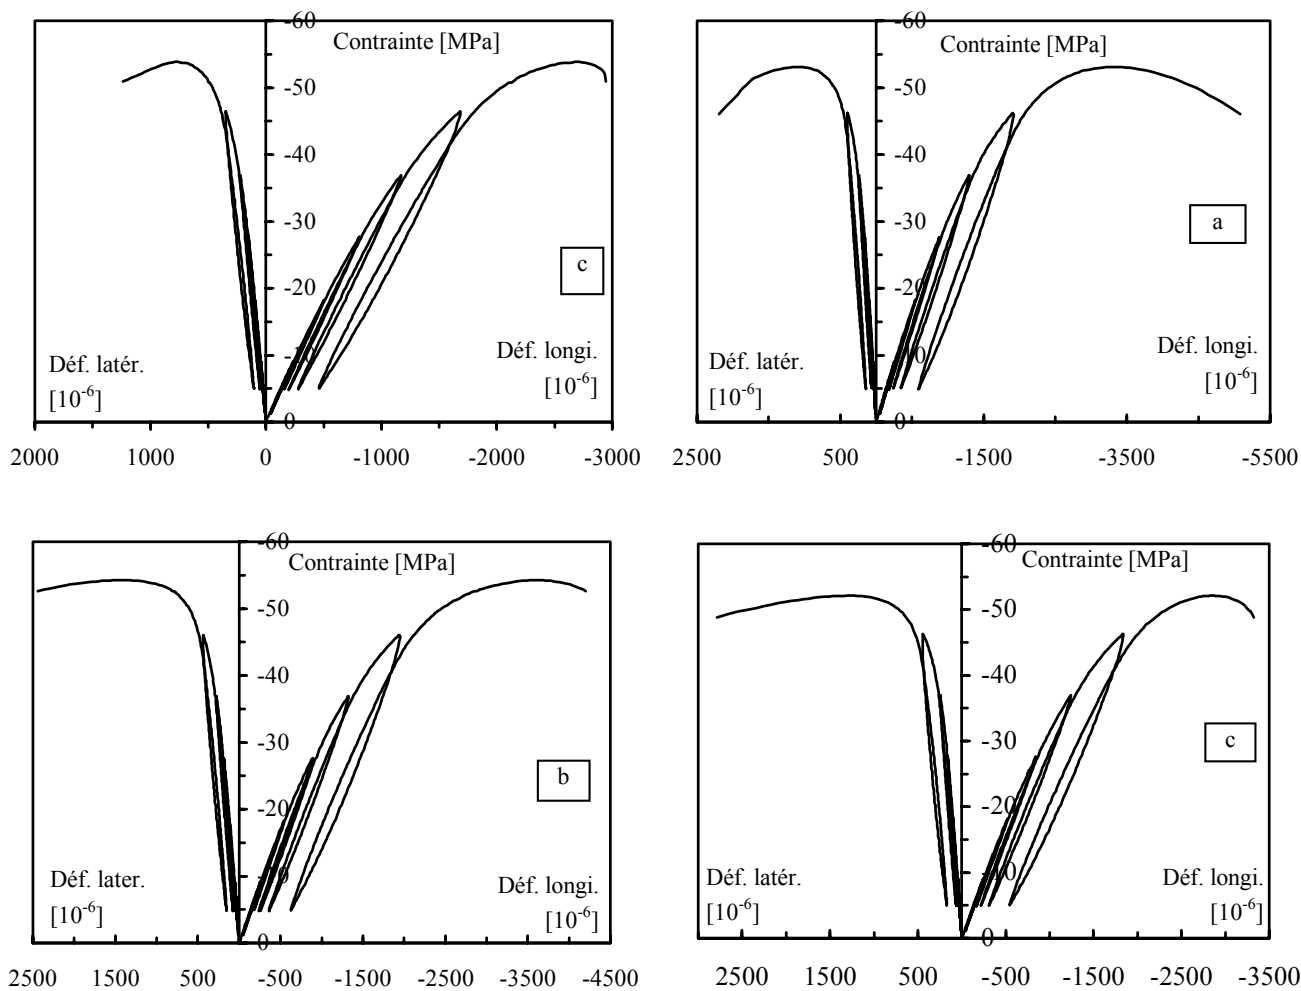 -60
Contrainte [MPa]
-50
-40
-30
c
-20
-10
Déf. latér.
[10-6]
Déf. longi.
[10-6]
0
2000 1000 0 -1000 -2000 -3000
-60
Contrainte [MPa]
-50
-40
-30
a
-20
-10
Déf. latér.
[10-6]
Déf. longi.
[10-6]
0
2500 500 -1500 -3500 -5500
-60
Contrainte [MPa]
-50
-40
-30
b
-20
-10
Déf. later.
[10-6]
Déf. longi.
[10-6]
0
2500 1500 500 -500 -1500 -2500 -3500 -4500
-60
Contrainte [MPa]
-50
-40
-30
c
-20
-10
Déf. latér.
[10-6]
Déf. longi.
[10-6]
0
2500 1500 500 -500 -1500 -2500 -3500